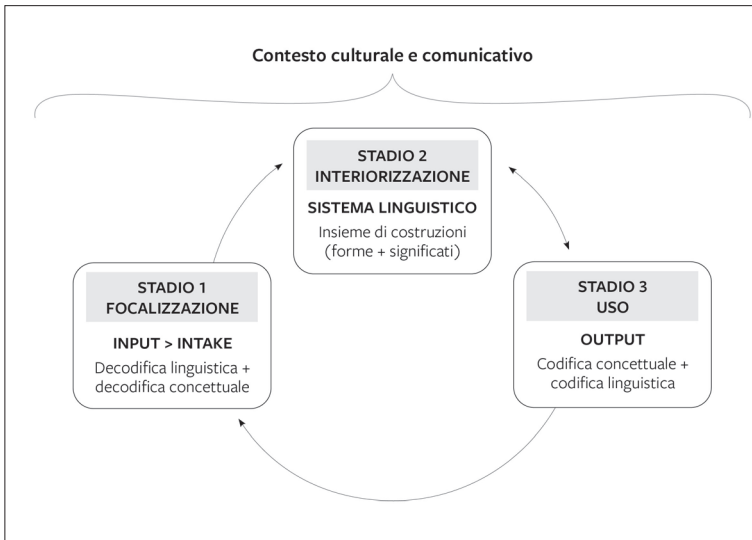 Contesto culturale e comunicativo
STADIO 2
INTERIORIZZAZIONE
SISTEMA LINGUISTICO
Insieme di costruzioni
(forme + significati)
STADIO 1
FOCALIZZAZIONE
INPUT > INTAKE
Decodifica linguistica +
decodifica concettuale
STADIO 3
USO
OUTPUT
Codifica concettuale +
codifica linguistica